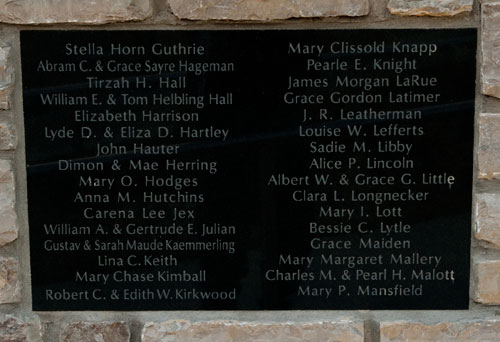 Stella Horn Guthrie
Abram C. & Grace Sayre Hageman
Tirzah H. Hall
William E. & Tom Helbling Hall
Elizabeth Harrison
Lyde D. & Eliza D. Hartley
John Hauter
Dimon & Mae Herring
Mary O. Hodges
Anna M. Hutchins
Carena Lee Jex
William A. & Gertrude E. Julian
Gustav & Sarah Maude Kaemmerling
Lina C. Keith
Mary Chase Kimball
Robert C. & Edith W. Kirkwood
Mary Clissold Knapp
Pearle E. Knight
James Morgan LaRue
Grace Gordon Latimer
J. R. Leatherman
Louise W. Lefferts
Sadie M. Libby
Alice P. Lincoln
Albert W. & Grace G. Little
Clara L. Longnecker
Mary I. Lott
Bessie C. Lytle
Grace Maiden
Mary Margaret Mallery
Charles M. & Pearl H. Malott
Mary P. Mansfield